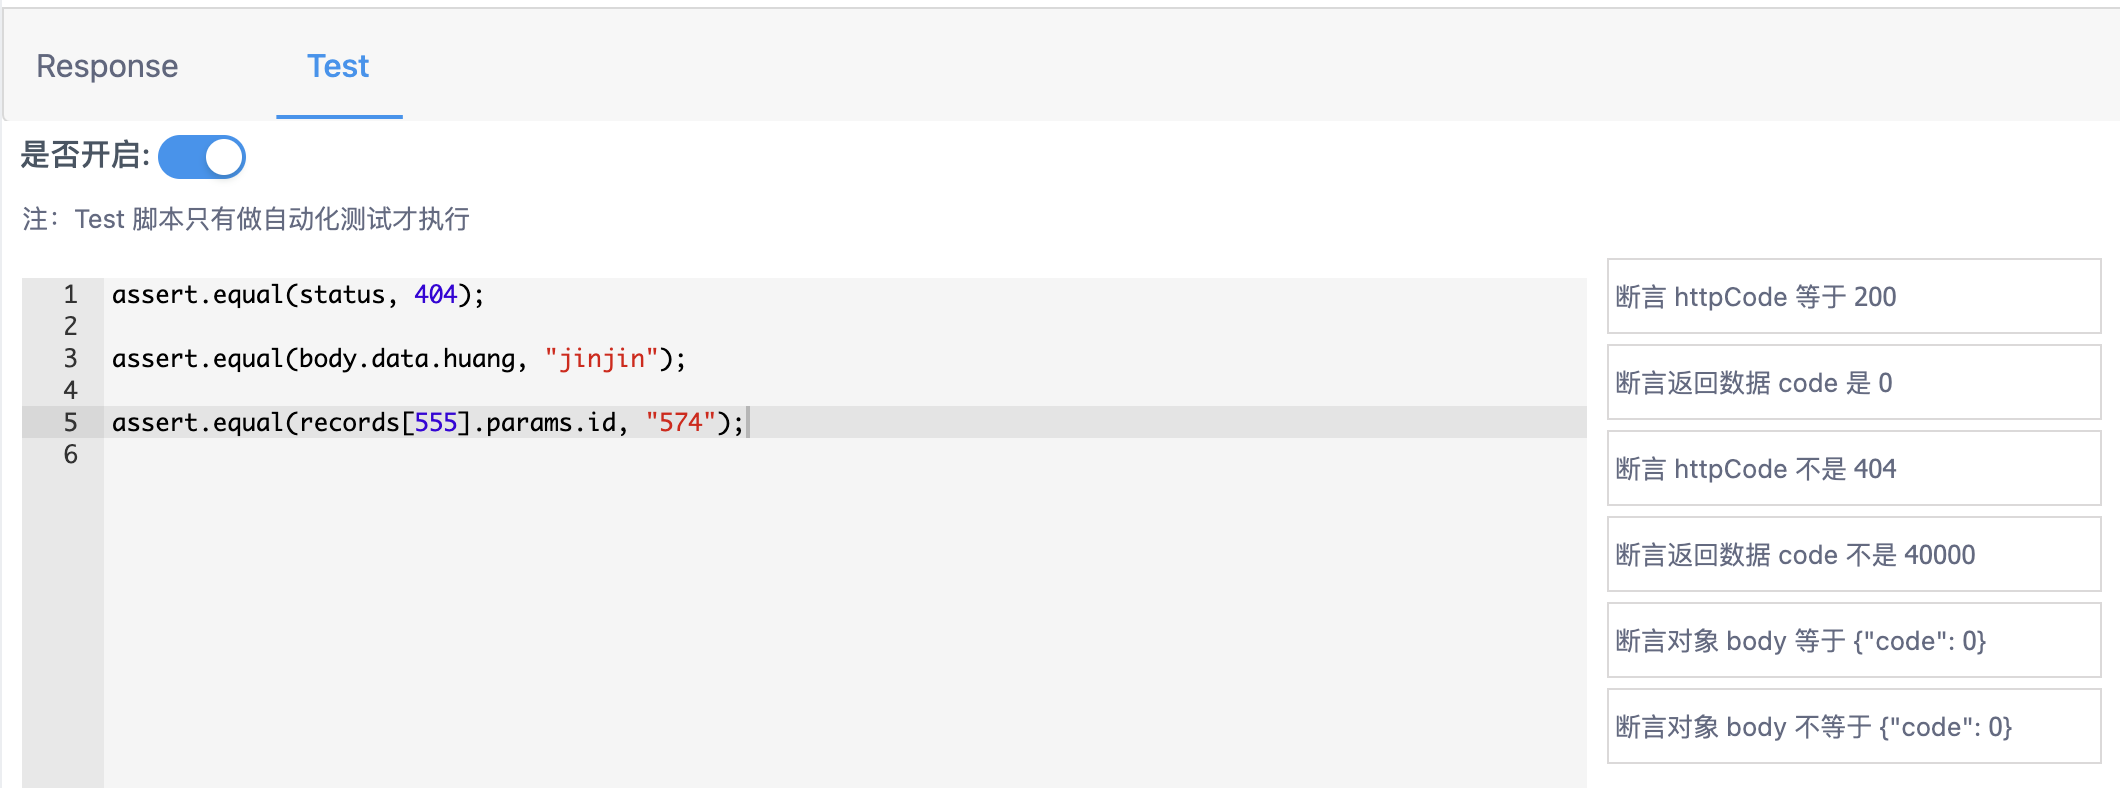 Response
Test
是否开启:
注：Test 脚本只有做自动化测试才执行
1 assert.equal(status, 404);
2
3 assert.equal(body.data.huang, "jinjin");
4
5 assert.equal(records[555].params.id, "574");
6
断言 httpCode 等于 200
断言返回数据 code 是 0
断言 httpCode 不是 404
断言返回数据 code 不是 40000
断言对象 body 等于 {"code": 0}
断言对象 body 不等于 {"code": 0}